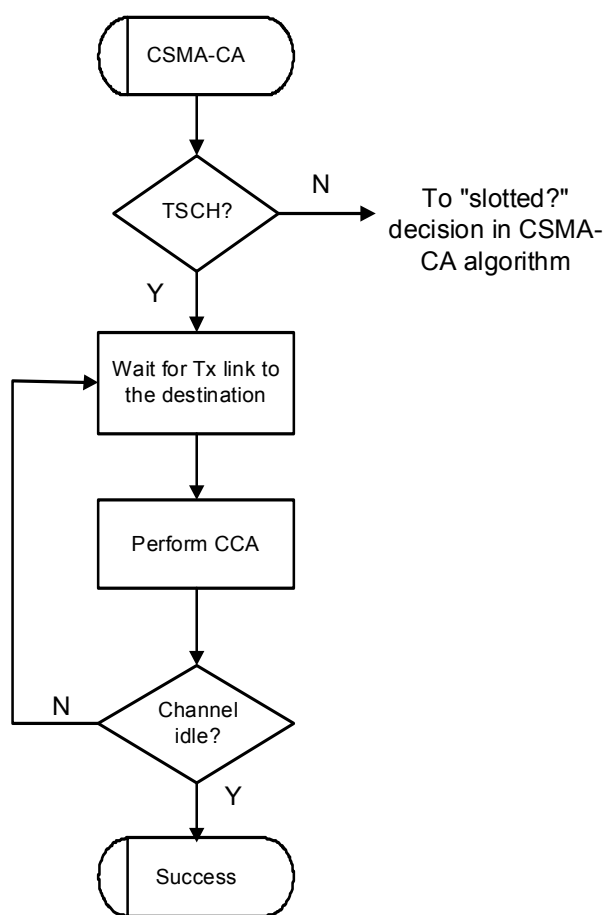 CSMA-CA
TSCH?
N
To "slotted?"
decision in CSMA-
CA algorithm
Y
Wait for Tx link to
the destination
Perform CCA
N
Channel
idle?
Y
Success